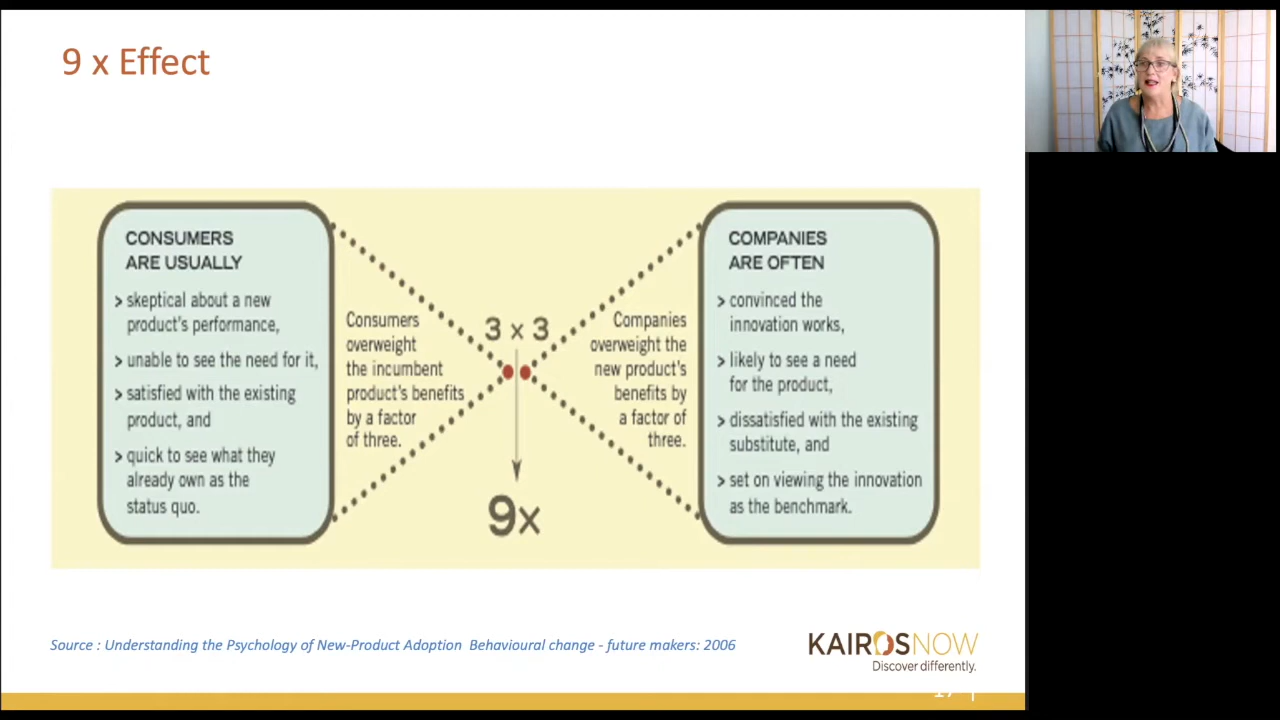 9 x Effect
CONSUMERS
ARE USUALLY
> skeptical about a new
product's performance,
> unable to see the need for it,
> satisfied with the existing
product, and
> quick to see what they
already own as the
status quo.
Consumers
overweight
the incumbent
product's benefits
by a factor
of three.
3 x 3
9x
Companies
overweight the
new product's
benefits by
a factor of
three.
COMPANIES
ARE OFTEN
> convinced the
innovation works,
> likely to see a need
for the product,
> dissatisfied with the existing
substitute, and
> set on viewing the innovation
as the benchmark.
Source : Understanding the Psychology of New-Product Adoption Behavioural change - future makers: 2006
KAIROSNOW
Discover differently.